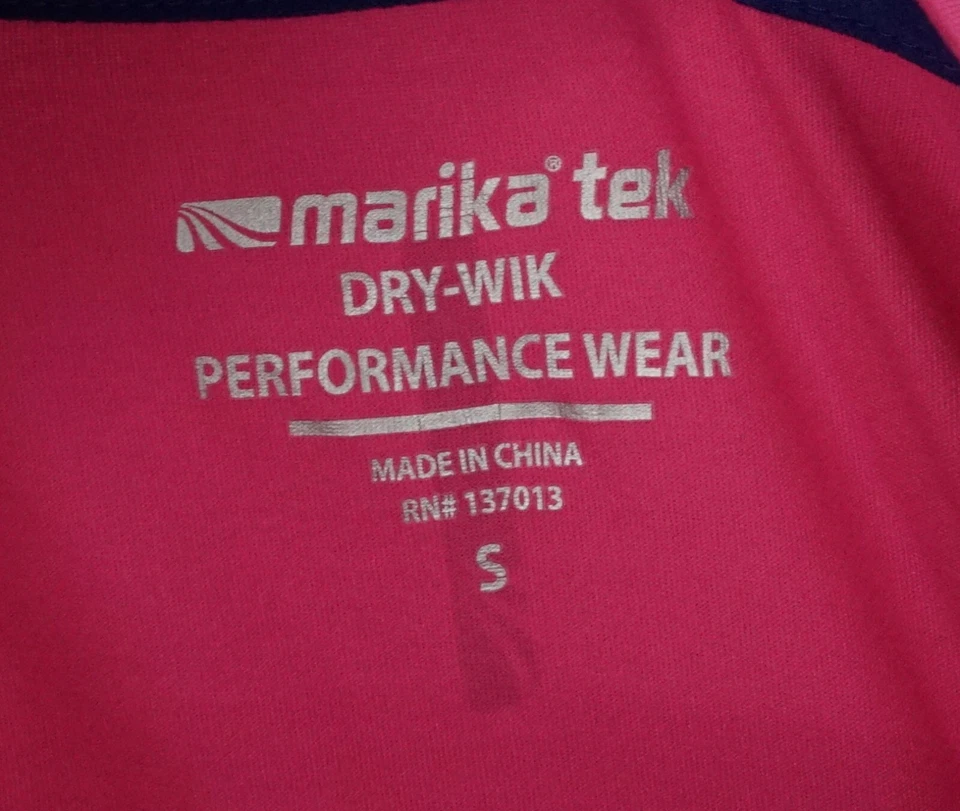 marika® tek
DRY-WIK
PERFORMANCE WEAR
MADE IN CHINA
RN# 137013
S